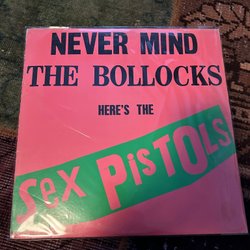 NEVER MIND
THE BOLLOCKS
HERE'S THE
Sex PiSTOLS